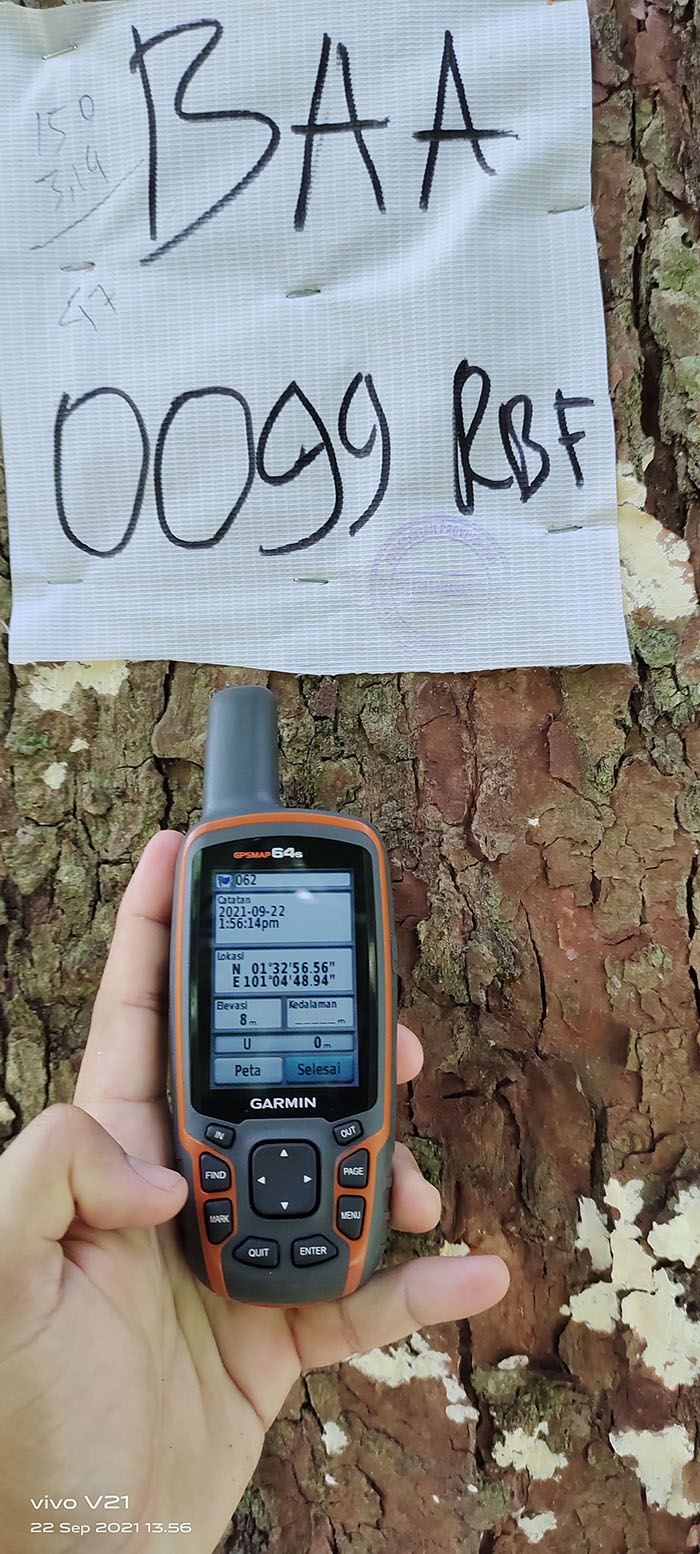 BAA
150
3,14
47
0099 RBF
GPSMAP 64s
062
Catatan
2021-09-22
1:56:14pm
Lokasi
N 01°32'56.56"
E 101°04'48.94"
Elevasi Kedalaman
8m ____m
U 0m
Peta Selesai
GARMIN
IN OUT
FIND PAGE
MARK MENU
QUIT ENTER
vivo V21
22 Sep 2021 13.56